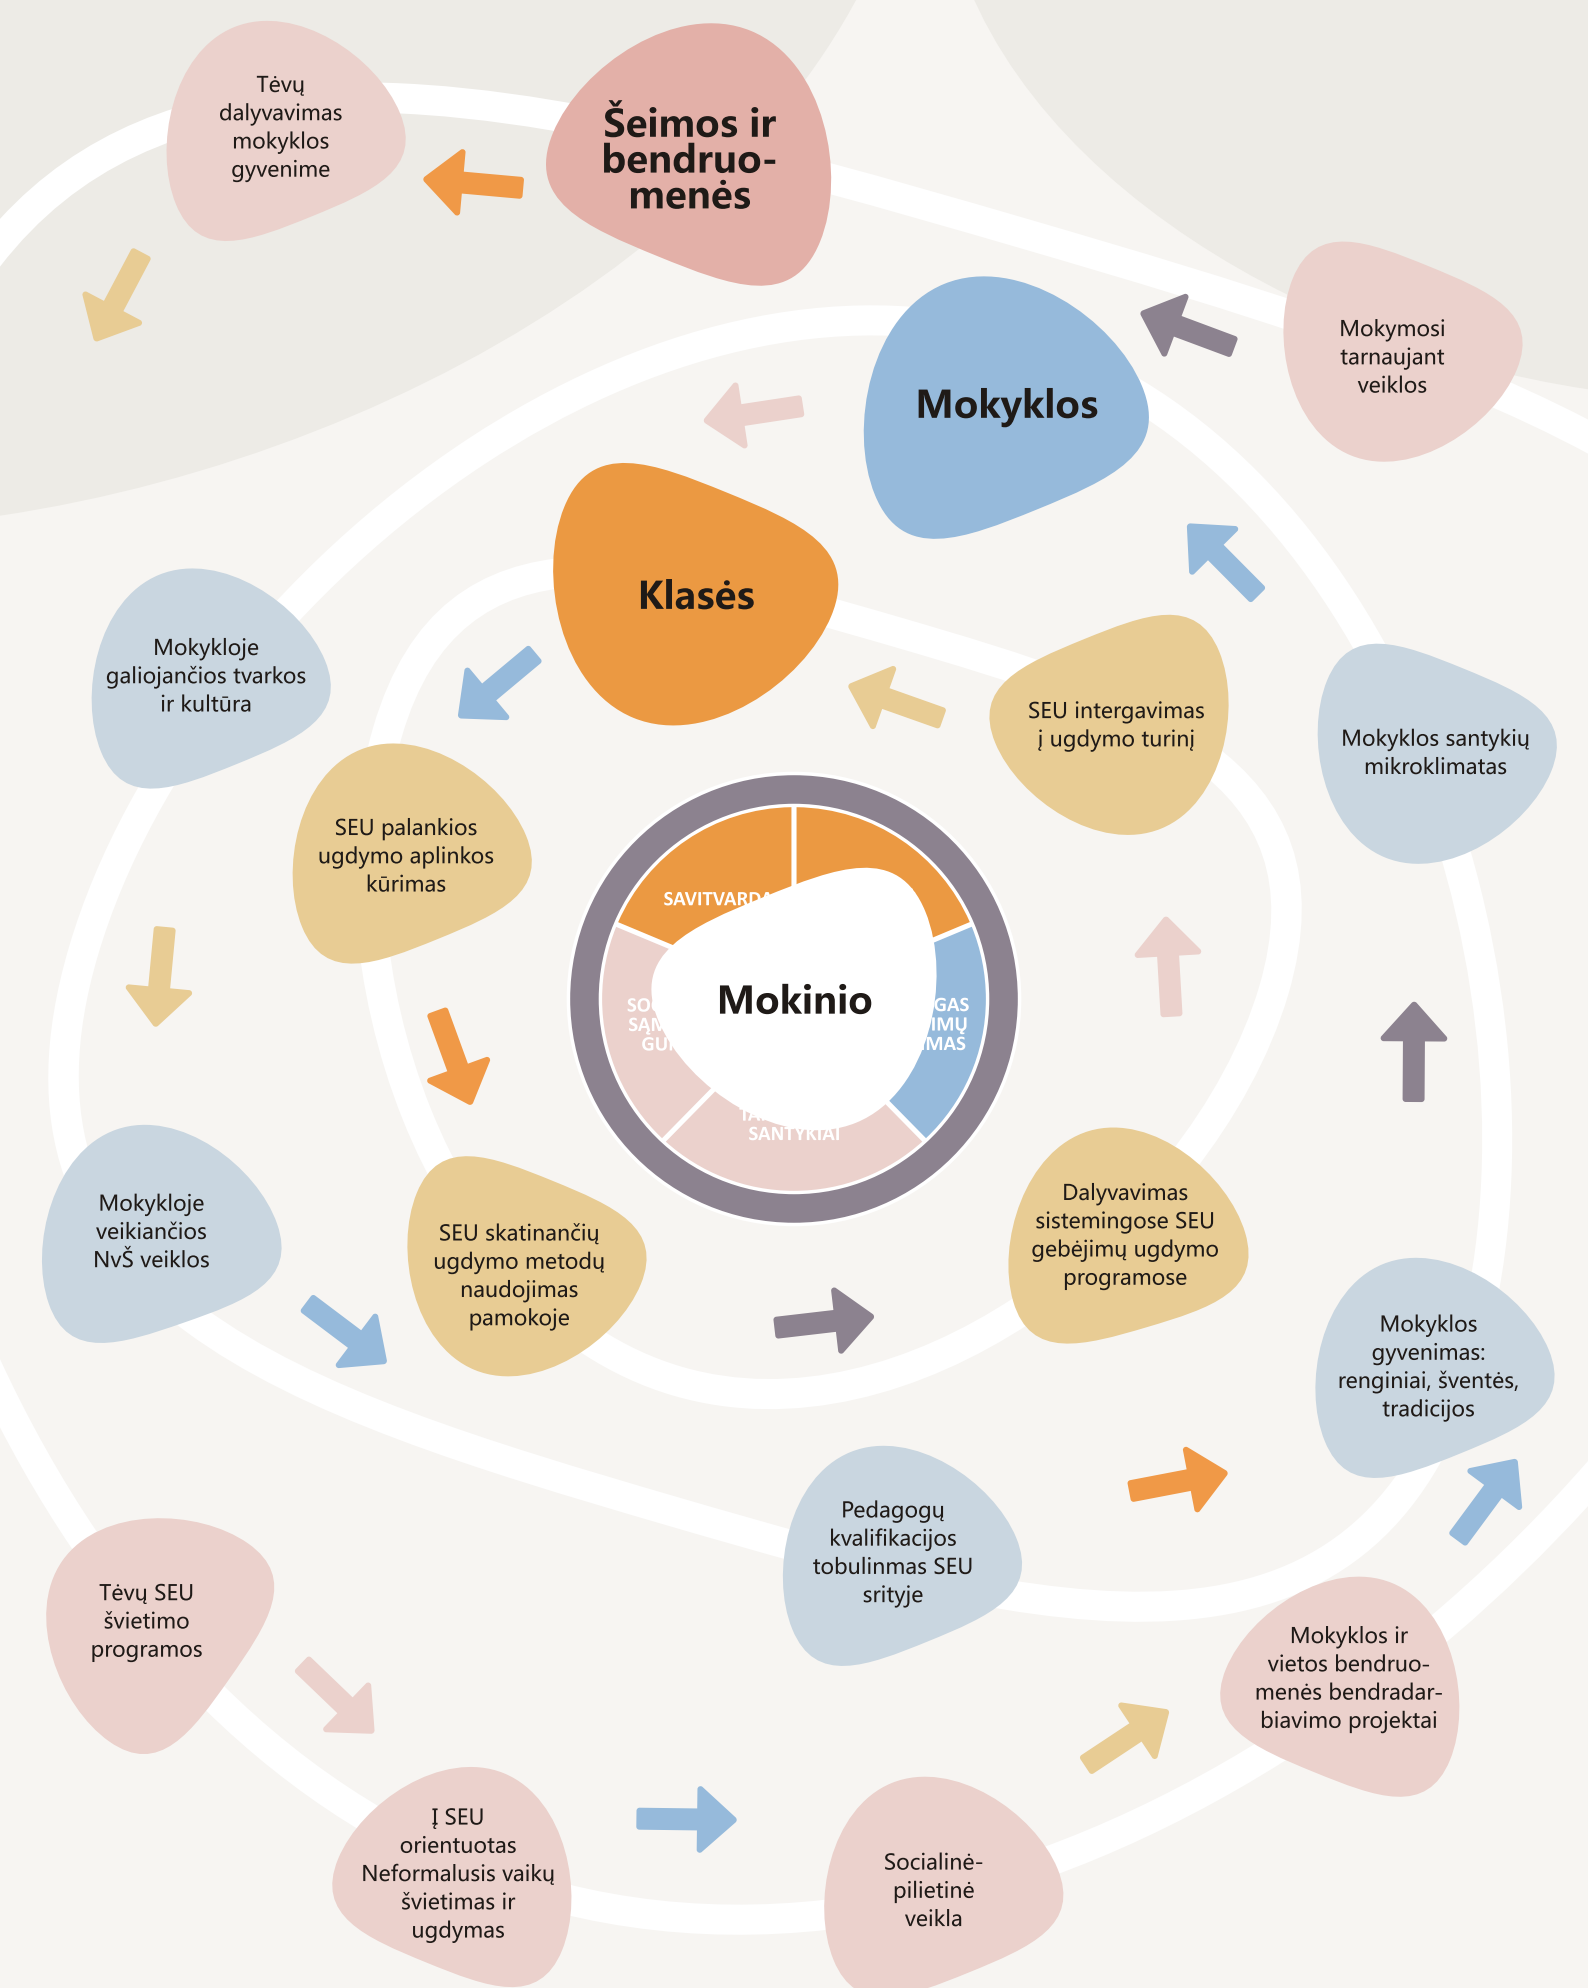 Tėvų
dalyvavimas
mokyklos
gyvenime
Šeimos ir
bendruo-
menės
Mokymosi
tarnaujant
veiklos
Mokyklos
Klasės
Mokykloje
galiojančios tvarkos
ir kultūra
SEU intergavimas
į ugdymo turinį
Mokyklos santykių
mikroklimatas
SEU palankios
ugdymo aplinkos
kūrimas
SAVITVARDA
Mokinio
SANTYKIAI
Mokykloje
veikiančios
NvŠ veiklos
SEU skatinančių
ugdymo metodų
naudojimas
pamokoje
Dalyvavimas
sistemingose SEU
gebėjimų ugdymo
programose
Mokyklos
gyvenimas:
renginiai, šventės,
tradicijos
Pedagogų
kvalifikacijos
tobulinmas SEU
srityje
Tėvų SEU
švietimo
programos
Mokyklos ir
vietos bendruo-
menės bendradar-
biavimo projektai
Į SEU
orientuotas
Neformalusis vaikų
švietimas ir
ugdymas
Socialinė-
pilietinė
veikla